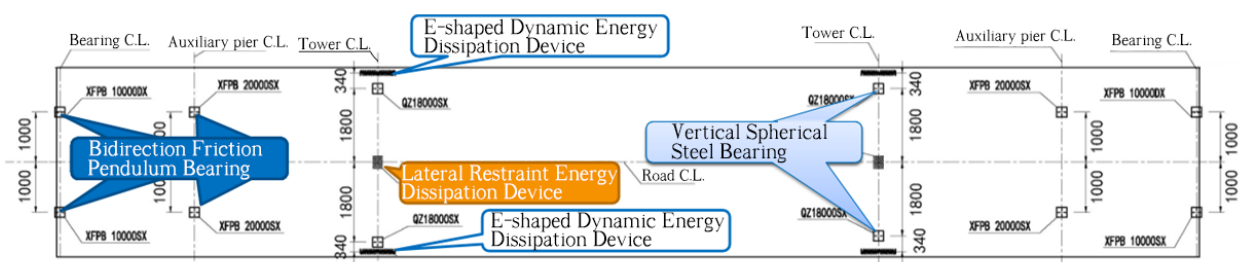 E-shaped Dynamic Energy
Dissipation Device
Bearing C.L.
Auxiliary pier C.L.
Tower C.L.
Tower C.L.
Auxiliary pier C.L.
Bearing C.L.
340
340
XFPB 10000DX
XFPB 20000SX
QZ18000SX
QZ18000SX
XFPB 20000SX
XFPB 10000DX
1000
1000
1800
1800
1000
1000
Bidirection Friction
Pendulum Bearing
Vertical Spherical
Steel Bearing
Lateral Restraint Energy
Dissipation Device
Road C.L.
1000
1000
1800
1800
1000
1000
XFPB 10000SX
XFPB 20000SX
QZ18000SX
E-shaped Dynamic Energy
Dissipation Device
QZ18000SX
XFPB 20000SX
XFPB 10000SX
340
340